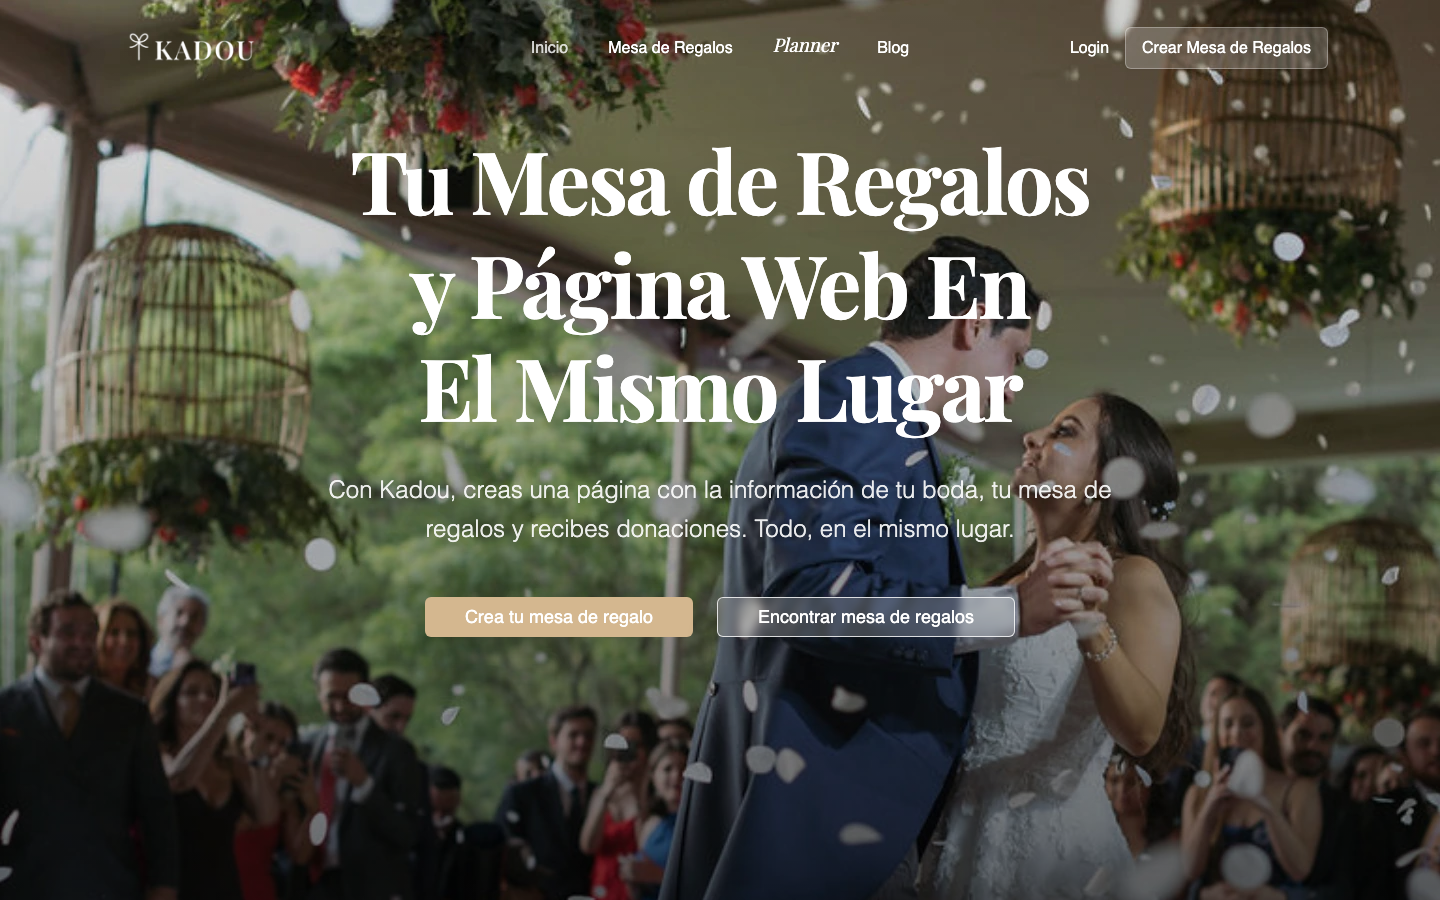 KADOU
Inicio
Mesa de Regalos
Planner
Blog
Login
Crear Mesa de Regalos
Tu Mesa de Regalos
y Página Web En
El Mismo Lugar
Con Kadou, creas una página con la información de tu boda, tu mesa de
regalos y recibes donaciones. Todo, en el mismo lugar.
Crea tu mesa de regalo
Encontrar mesa de regalos